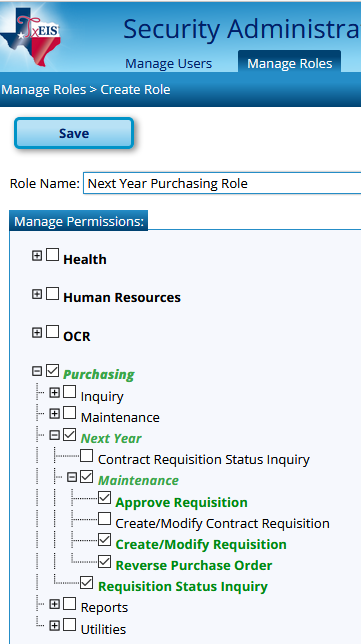 TxEIS
Security Administra
Manage Users Manage Roles
Manage Roles > Create Role
Save
Role Name: Next Year Purchasing Role
Manage Permissions:
Health
Human Resources
OCR
Purchasing
Inquiry
Maintenance
Next Year
Contract Requisition Status Inquiry
Maintenance
Approve Requisition
Create/Modify Contract Requisition
Create/Modify Requisition
Reverse Purchase Order
Requisition Status Inquiry
Reports
Utilities